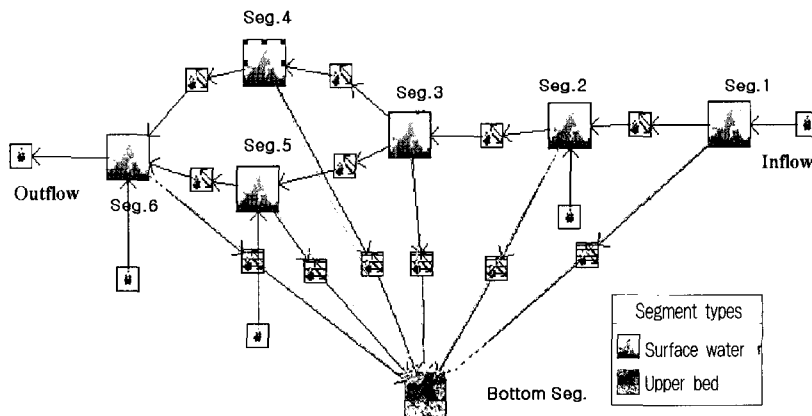 Seg.4
Seg.3
Seg.2
Seg.1
Seg.5
Inflow
Outflow
Seg.6
Segment types
Surface water
Upper bed
Bottom Seg.